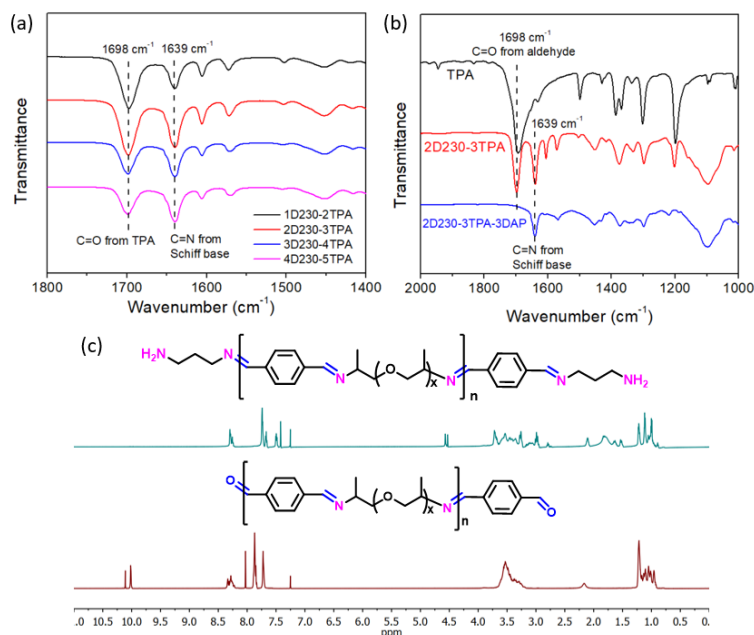 (a)
1698 cm⁻¹ 1639 cm⁻¹
C=O from TPA
C=N from
Schiff base
1D230-2TPA
2D230-3TPA
3D230-4TPA
4D230-5TPA
Transmittance
1800 1700 1600 1500 1400
Wavenumber (cm⁻¹)
(b)
1698 cm⁻¹
C=O from aldehyde
TPA
1639 cm⁻¹
2D230-3TPA
2D230-3TPA-3DAP
C=N from
Schiff base
Transmittance
2000 1800 1600 1400 1200 1000
Wavenumber (cm⁻¹)
(c)
H₂N N N O x N n N NH₂
O N O x N n O
11.0 10.5 10.0 9.5 9.0 8.5 8.0 7.5 7.0 6.5 6.0 5.5 5.0 4.5 4.0 3.5 3.0 2.5 2.0 1.5 1.0 0.5 0.0
ppm